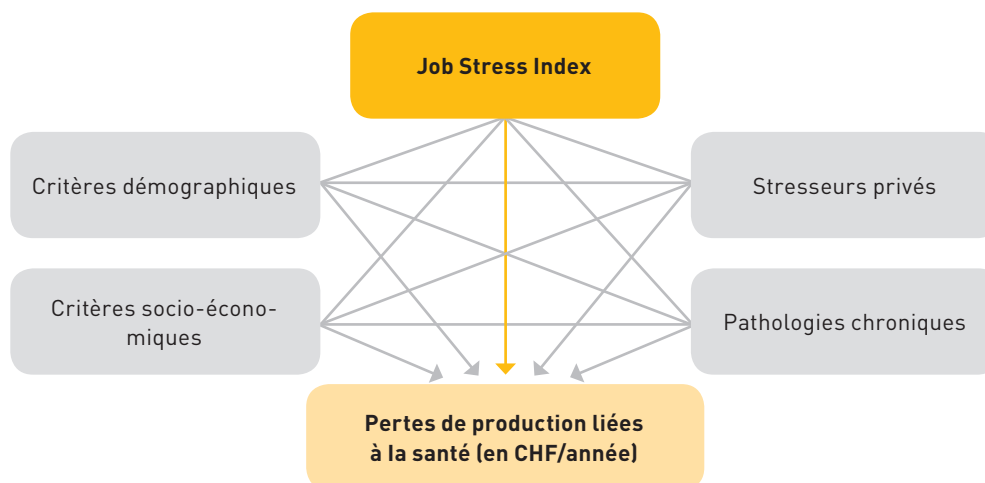 Job Stress Index
Critères démographiques
Stresseurs privés
Critères socio-écono-
miques
Pathologies chroniques
Pertes de production liées
à la santé (en CHF/année)